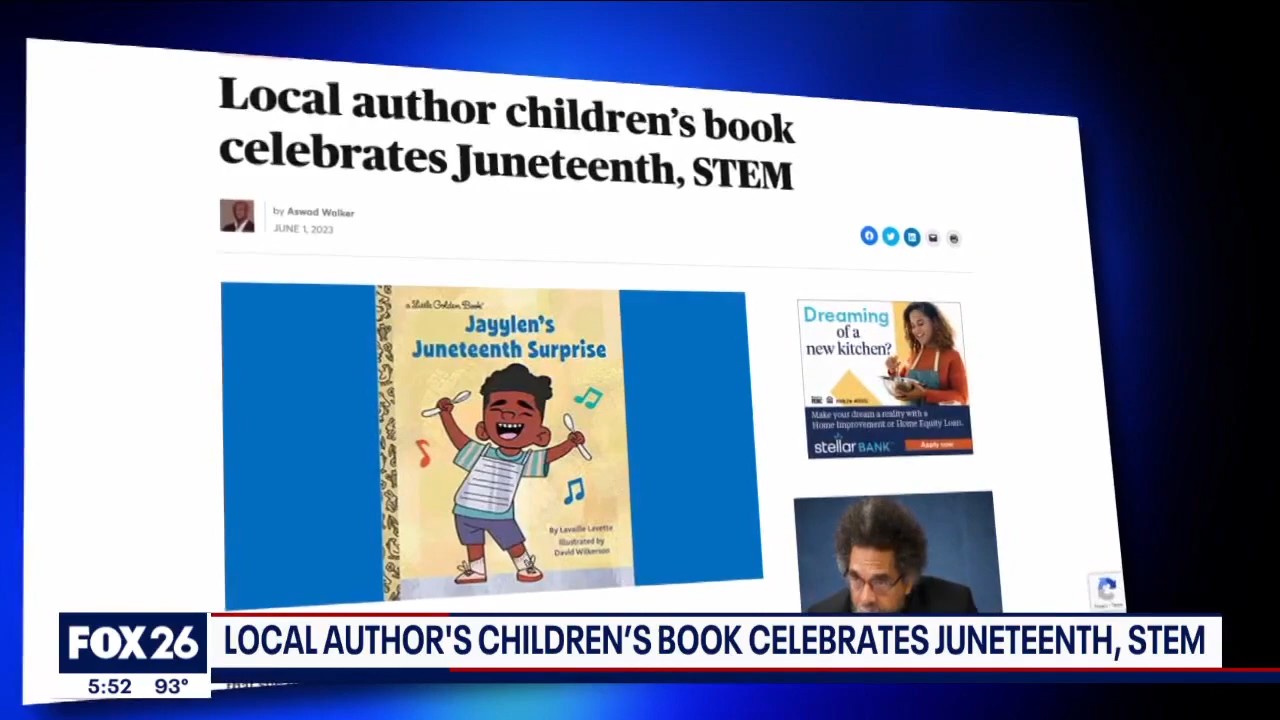 Local author children's book
celebrates Juneteenth, STEM
by Aswad Walker
JUNE 1, 2023
a Little Golden Book
Jayylen's
Juneteenth Surprise
By Lavaille Lavette
Illustrated by
David Wilkerson
Dreaming
of a
new kitchen?
Make your dream a reality with a
Home Improvement or Home Equity Loan.
stellar BANK
Apply now
FOX 26
LOCAL AUTHOR'S CHILDREN'S BOOK CELEBRATES JUNETEENTH, STEM
5:52 93°